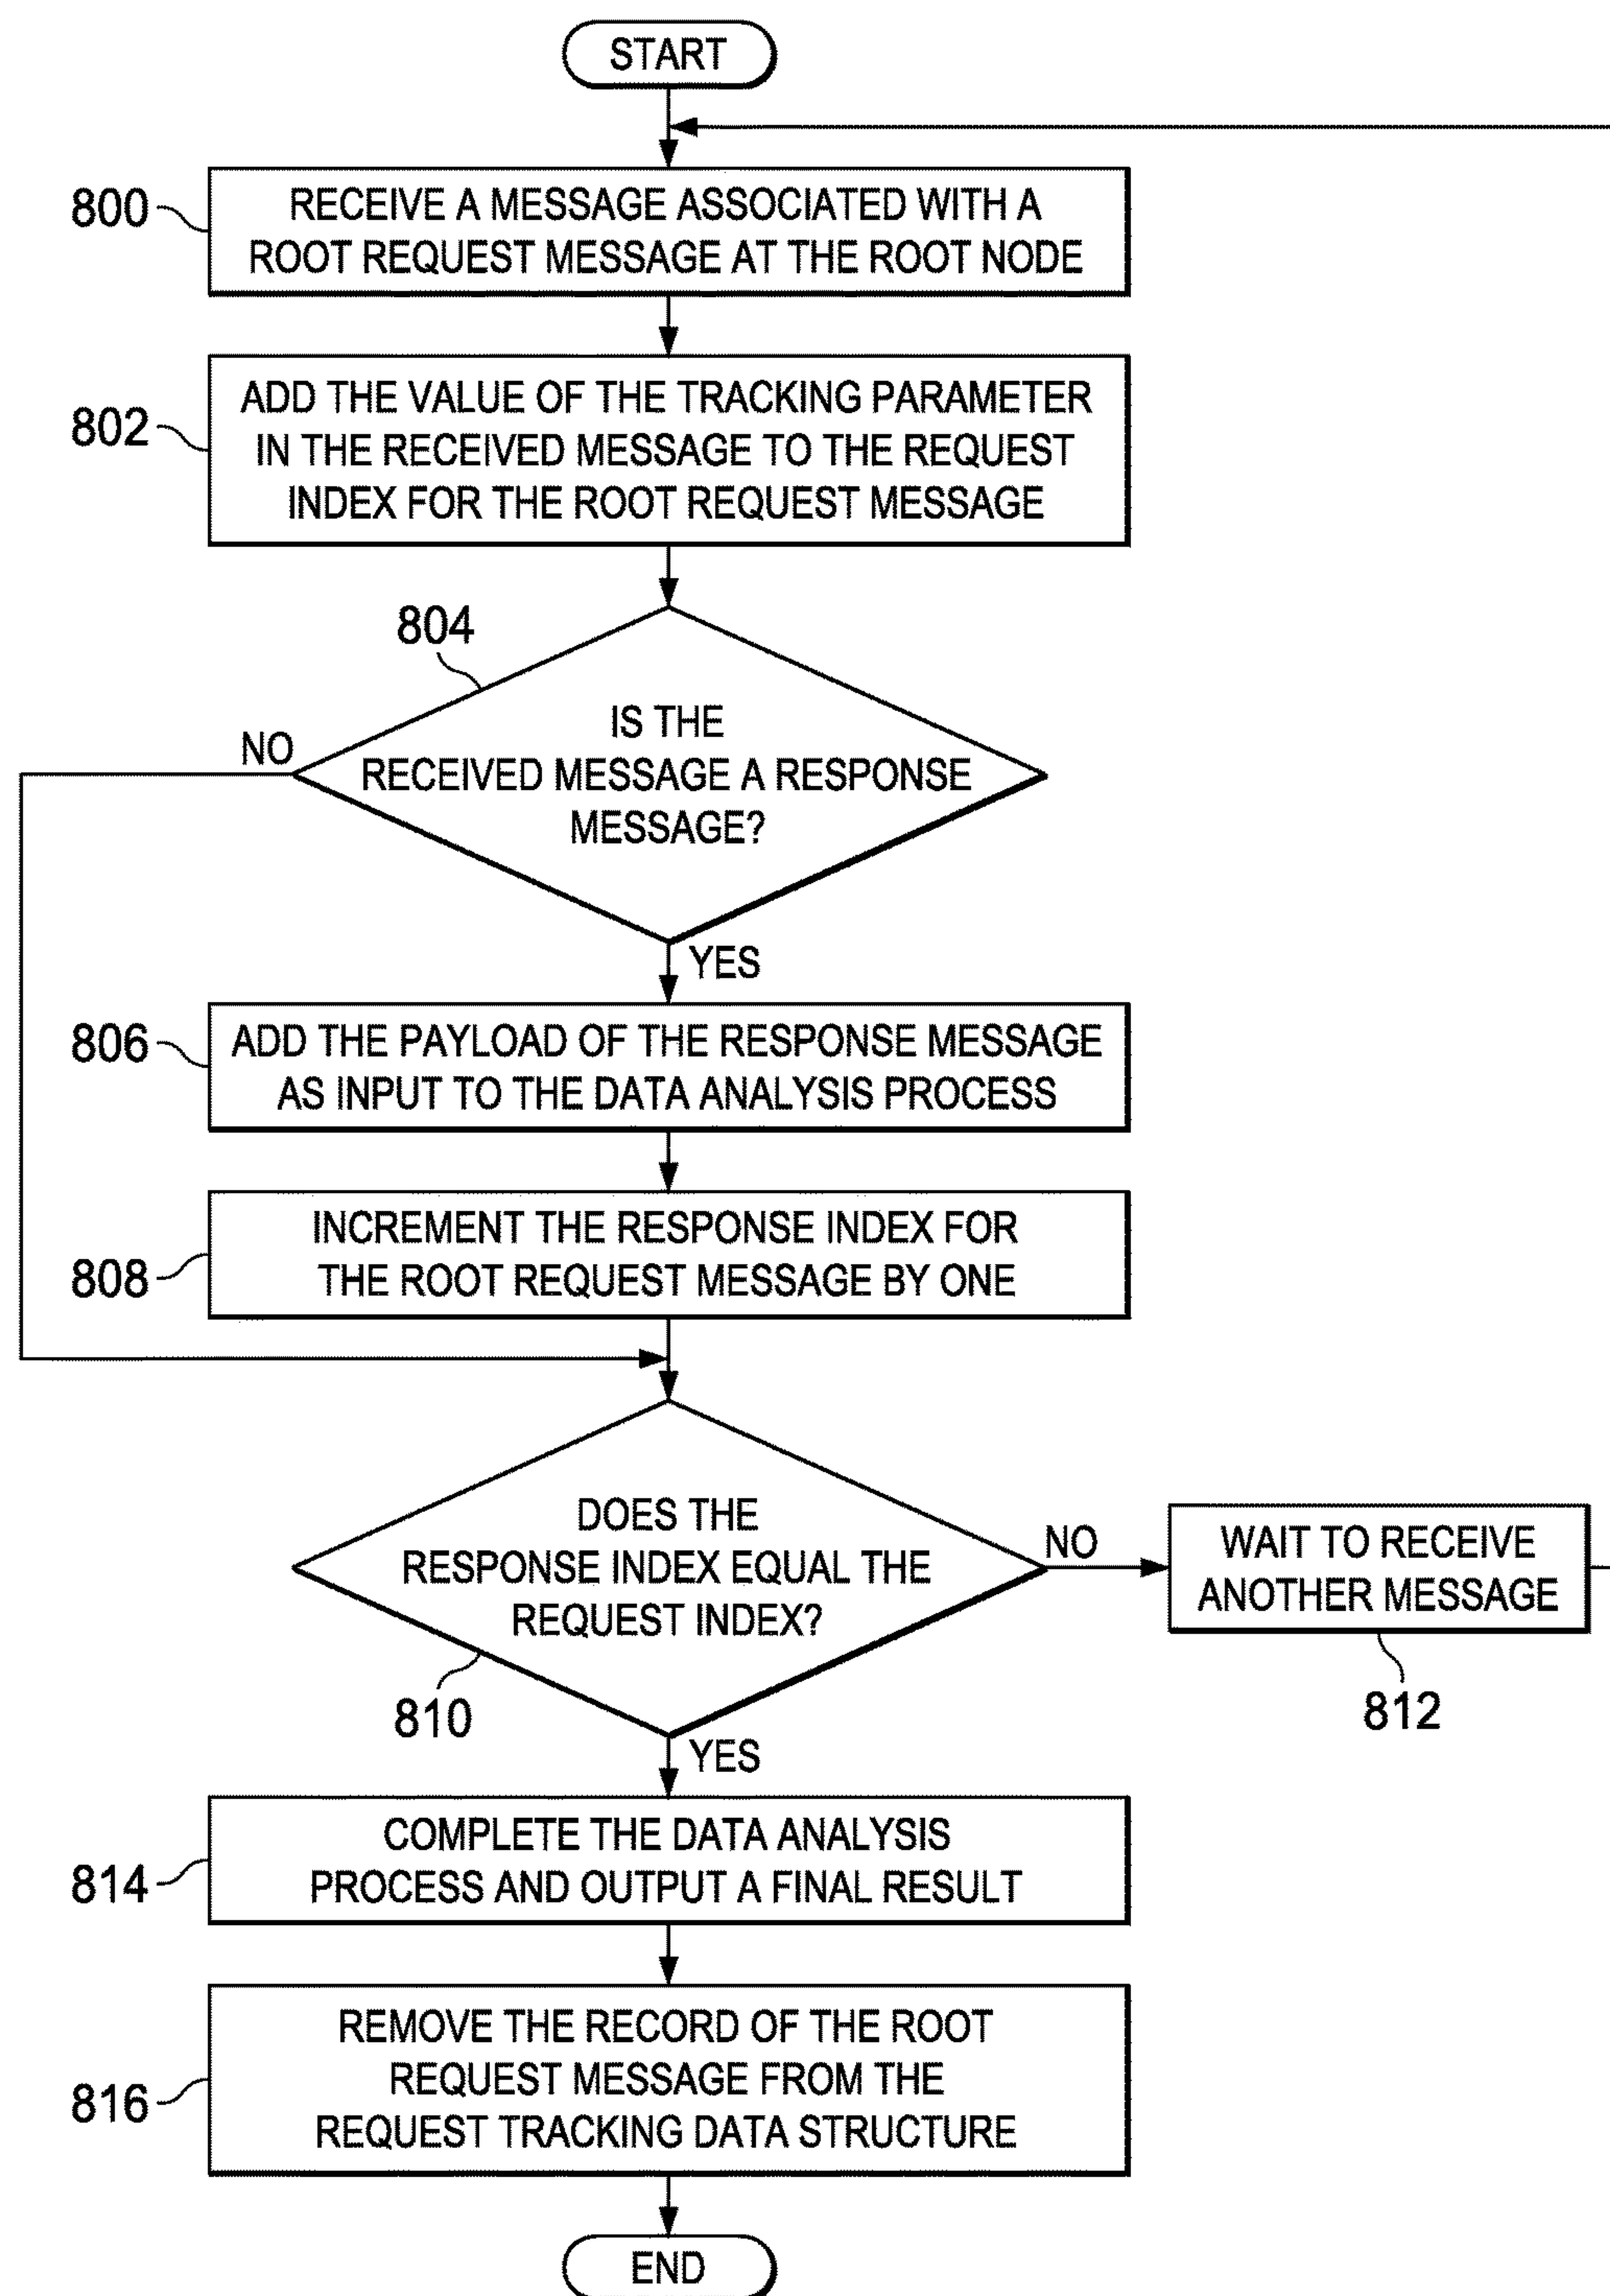 START
800
RECEIVE A MESSAGE ASSOCIATED WITH A
ROOT REQUEST MESSAGE AT THE ROOT NODE
802
ADD THE VALUE OF THE TRACKING PARAMETER
IN THE RECEIVED MESSAGE TO THE REQUEST
INDEX FOR THE ROOT REQUEST MESSAGE
804
IS THE
RECEIVED MESSAGE A RESPONSE
MESSAGE?
NO
YES
806
ADD THE PAYLOAD OF THE RESPONSE MESSAGE
AS INPUT TO THE DATA ANALYSIS PROCESS
808
INCREMENT THE RESPONSE INDEX FOR
THE ROOT REQUEST MESSAGE BY ONE
DOES THE
RESPONSE INDEX EQUAL THE
REQUEST INDEX?
810
NO
WAIT TO RECEIVE
ANOTHER MESSAGE
812
YES
814
COMPLETE THE DATA ANALYSIS
PROCESS AND OUTPUT A FINAL RESULT
816
REMOVE THE RECORD OF THE ROOT
REQUEST MESSAGE FROM THE
REQUEST TRACKING DATA STRUCTURE
END